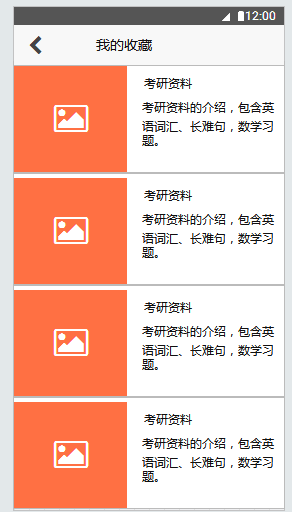 12:00
我的收藏
考研资料
考研资料的介绍，包含英
语词汇、长难句，数学习
题。
考研资料
考研资料的介绍，包含英
语词汇、长难句，数学习
题。
考研资料
考研资料的介绍，包含英
语词汇、长难句，数学习
题。
考研资料
考研资料的介绍，包含英
语词汇、长难句，数学习
题。